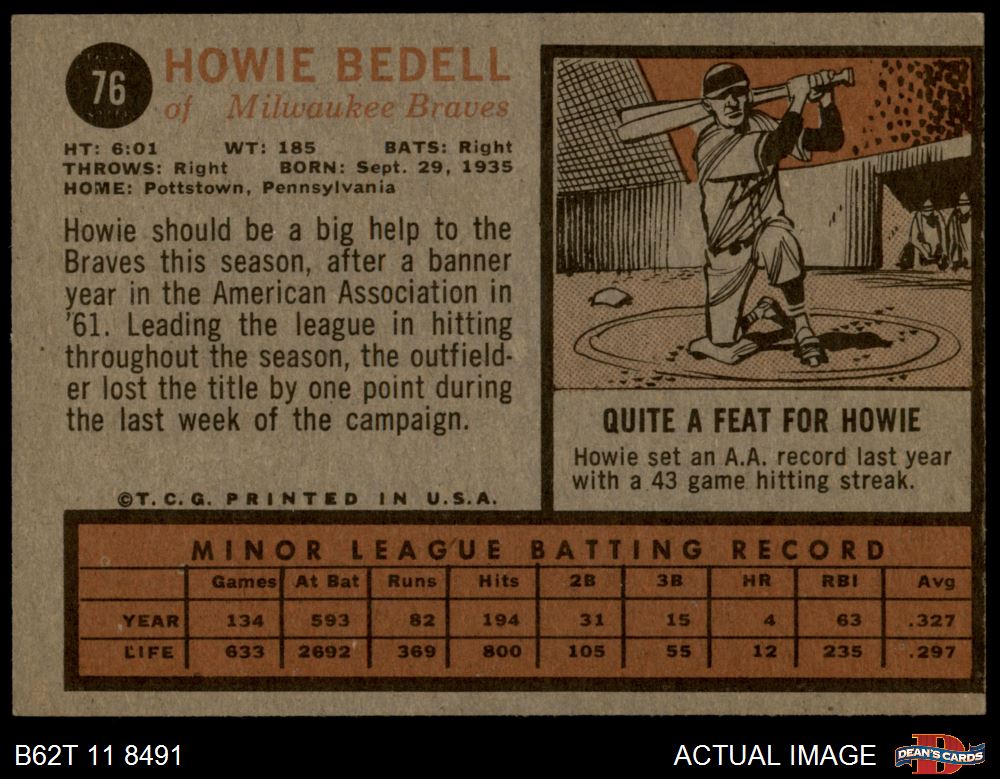 76
HOWIE BEDELL
of Milwaukee Braves
HT: 6:01 WT: 185 BATS: Right
THROWS: Right BORN: Sept. 29, 1935
HOME: Pottstown, Pennsylvania
Howie should be a big help to the
Braves this season, after a banner
year in the American Association in
'61. Leading the league in hitting
throughout the season, the outfield-
er lost the title by one point during
the last week of the campaign.
©T.C.G. PRINTED IN U.S.A.
QUITE A FEAT FOR HOWIE
Howie set an A.A. record last year
with a 43 game hitting streak.
MINOR LEAGUE BATTING RECORD
Games At Bat Runs Hits 2B 3B HR RBI Avg
YEAR 134 593 82 194 31 15 4 63 .327
LIFE 633 2692 369 800 105 55 12 235 .297
B62T 11 8491
ACTUAL IMAGE
DEAN'S CARDS